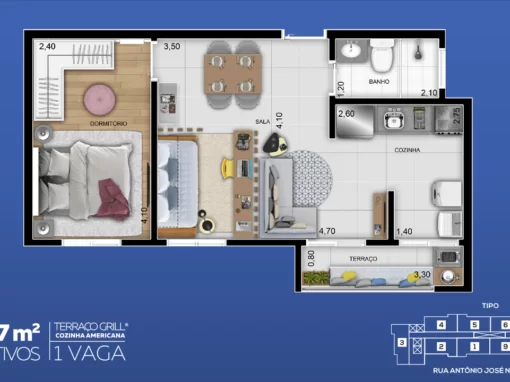 2,40
3,50
BANHO
1,20
2,10
DORMITÓRIO
SALA
4,10
2,60
2,75
COZINHA
4,10
4,70
1,40
0,80
TERRAÇO
3,30
7 m²
TIVOS
TERRAÇO GRILL®
COZINHA AMERICANA
1 VAGA
TIPO
4
5
6
3
2
1
9
RUA ANTÔNIO JOSÉ N